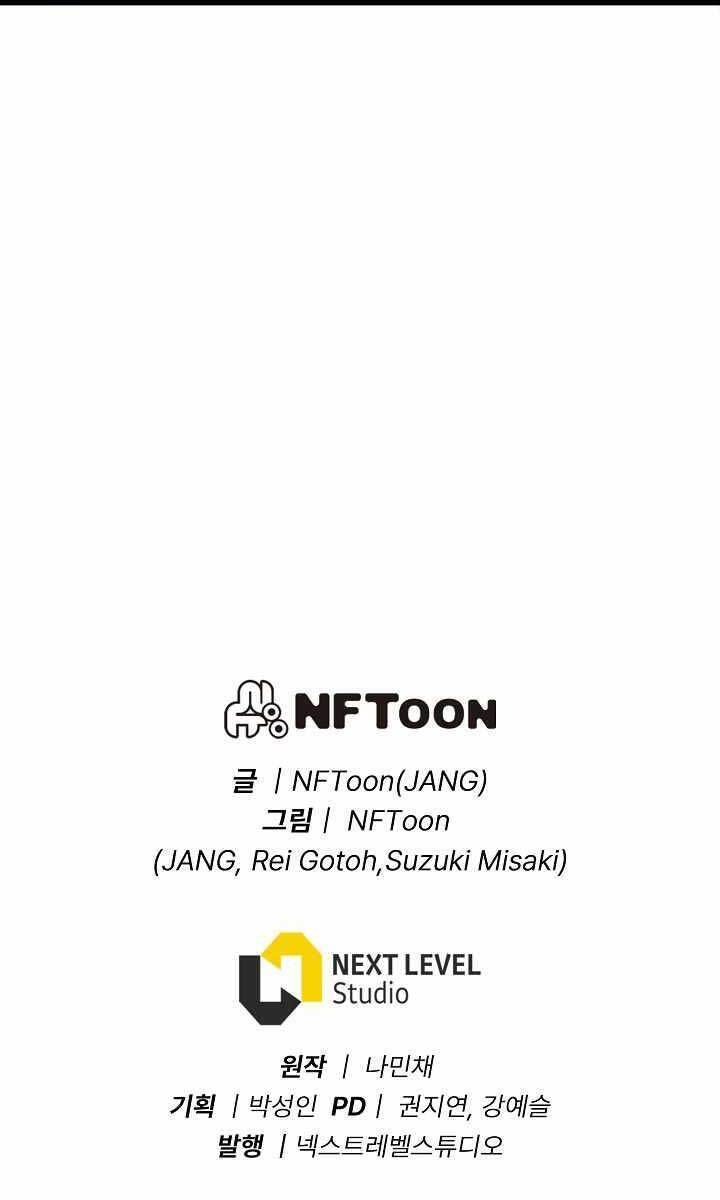 NFTOON
글 | NFToon(JANG)
그림 | NFToon
(JANG, Rei Gotoh,Suzuki Misaki)
NEXT LEVEL
Studio
원작 | 나민채
기획 | 박성인 PD | 권지연, 강예슬
발행 | 넥스트레벨스튜디오